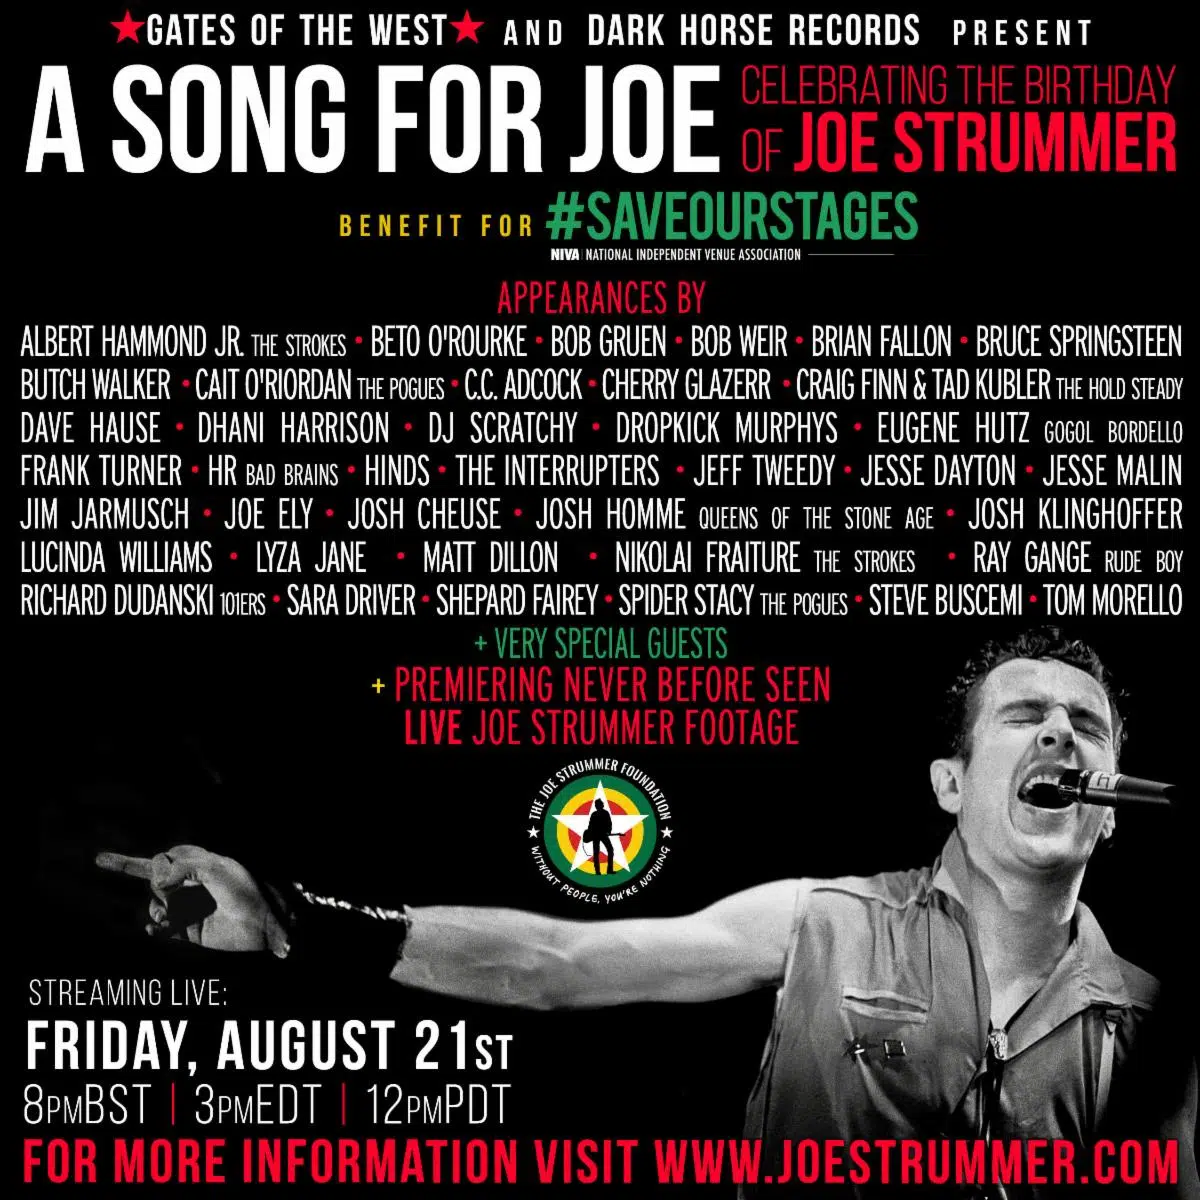 ★GATES OF THE WEST★ AND DARK HORSE RECORDS PRESENT
A SONG FOR JOE
CELEBRATING THE BIRTHDAY
OF JOE STRUMMER
BENEFIT FOR #SAVEOURSTAGES
NIVA | NATIONAL INDEPENDENT VENUE ASSOCIATION
APPEARANCES BY
ALBERT HAMMOND JR. THE STROKES • BETO O'ROURKE • BOB GRUEN • BOB WEIR • BRIAN FALLON • BRUCE SPRINGSTEEN
BUTCH WALKER • CAIT O'RIORDAN THE POGUES • C.C. ADCOCK • CHERRY GLAZERR • CRAIG FINN & TAD KUBLER THE HOLD STEADY
DAVE HAUSE • DHANI HARRISON • DJ SCRATCHY • DROPKICK MURPHYS • EUGENE HUTZ GOGOL BORDELLO
FRANK TURNER • HR BAD BRAINS • HINDS • THE INTERRUPTERS • JEFF TWEEDY • JESSE DAYTON • JESSE MALIN
JIM JARMUSCH • JOE ELY • JOSH CHEUSE • JOSH HOMME QUEENS OF THE STONE AGE • JOSH KLINGHOFFER
LUCINDA WILLIAMS • LYZA JANE • MATT DILLON • NIKOLAI FRAITURE THE STROKES • RAY GANGE RUDE BOY
RICHARD DUDANSKI 101ERS • SARA DRIVER • SHEPARD FAIREY • SPIDER STACY THE POGUES • STEVE BUSCEMI • TOM MORELLO
+ VERY SPECIAL GUESTS
+ PREMIERING NEVER BEFORE SEEN
LIVE JOE STRUMMER FOOTAGE
THE JOE STRUMMER FOUNDATION
WITHOUT PEOPLE, YOU'RE NOTHING
STREAMING LIVE:
FRIDAY, AUGUST 21ST
8PMBST | 3PMEDT | 12PMPDT
FOR MORE INFORMATION VISIT WWW.JOESTRUMMER.COM